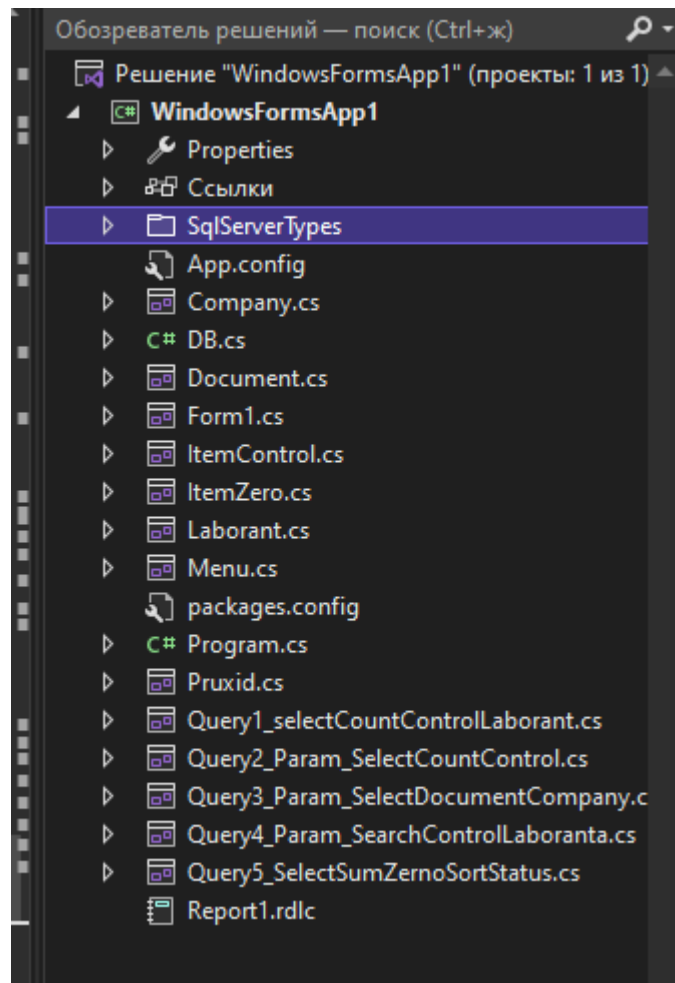 Обозреватель решений — поиск (Ctrl+ж)
Решение "WindowsFormsApp1" (проекты: 1 из 1)
C# WindowsFormsApp1
Properties
Ссылки
SqlServerTypes
App.config
Company.cs
C# DB.cs
Document.cs
Form1.cs
ItemControl.cs
ItemZero.cs
Laborant.cs
Menu.cs
packages.config
C# Program.cs
Pruxid.cs
Query1_selectCountControlLaborant.cs
Query2_Param_SelectCountControl.cs
Query3_Param_SelectDocumentCompany.c
Query4_Param_SearchControlLaboranta.cs
Query5_SelectSumZernoSortStatus.cs
Report1.rdlc